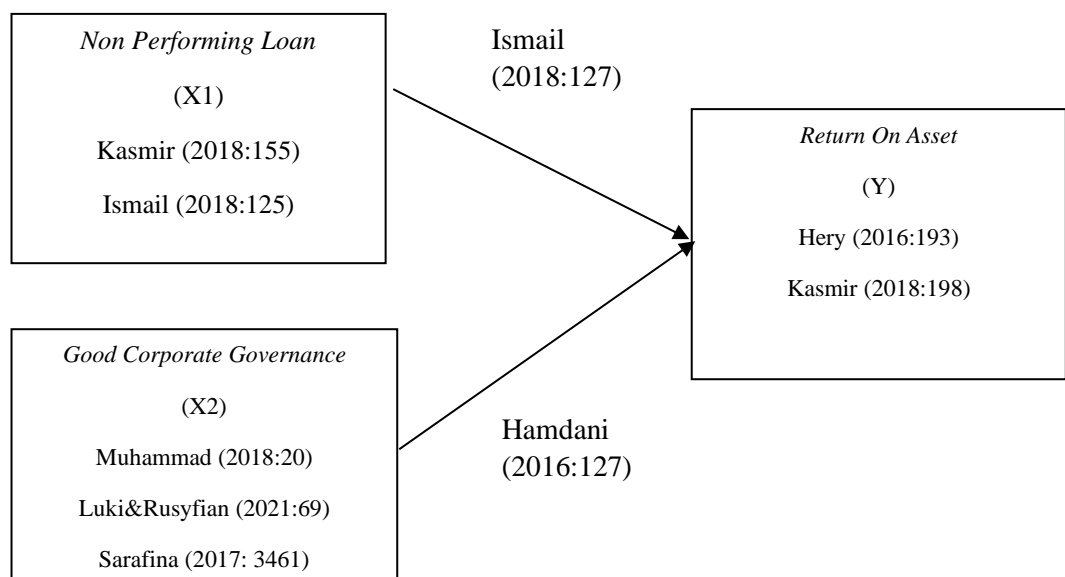 Non Performing Loan
(X1)
Kasmir (2018:155)
Ismail (2018:125)
Ismail
(2018:127)
Return On Asset
(Y)
Hery (2016:193)
Kasmir (2018:198)
Good Corporate Governance
(X2)
Muhammad (2018:20)
Luki&Rusyfian (2021:69)
Sarafina (2017: 3461)
Hamdani
(2016:127)